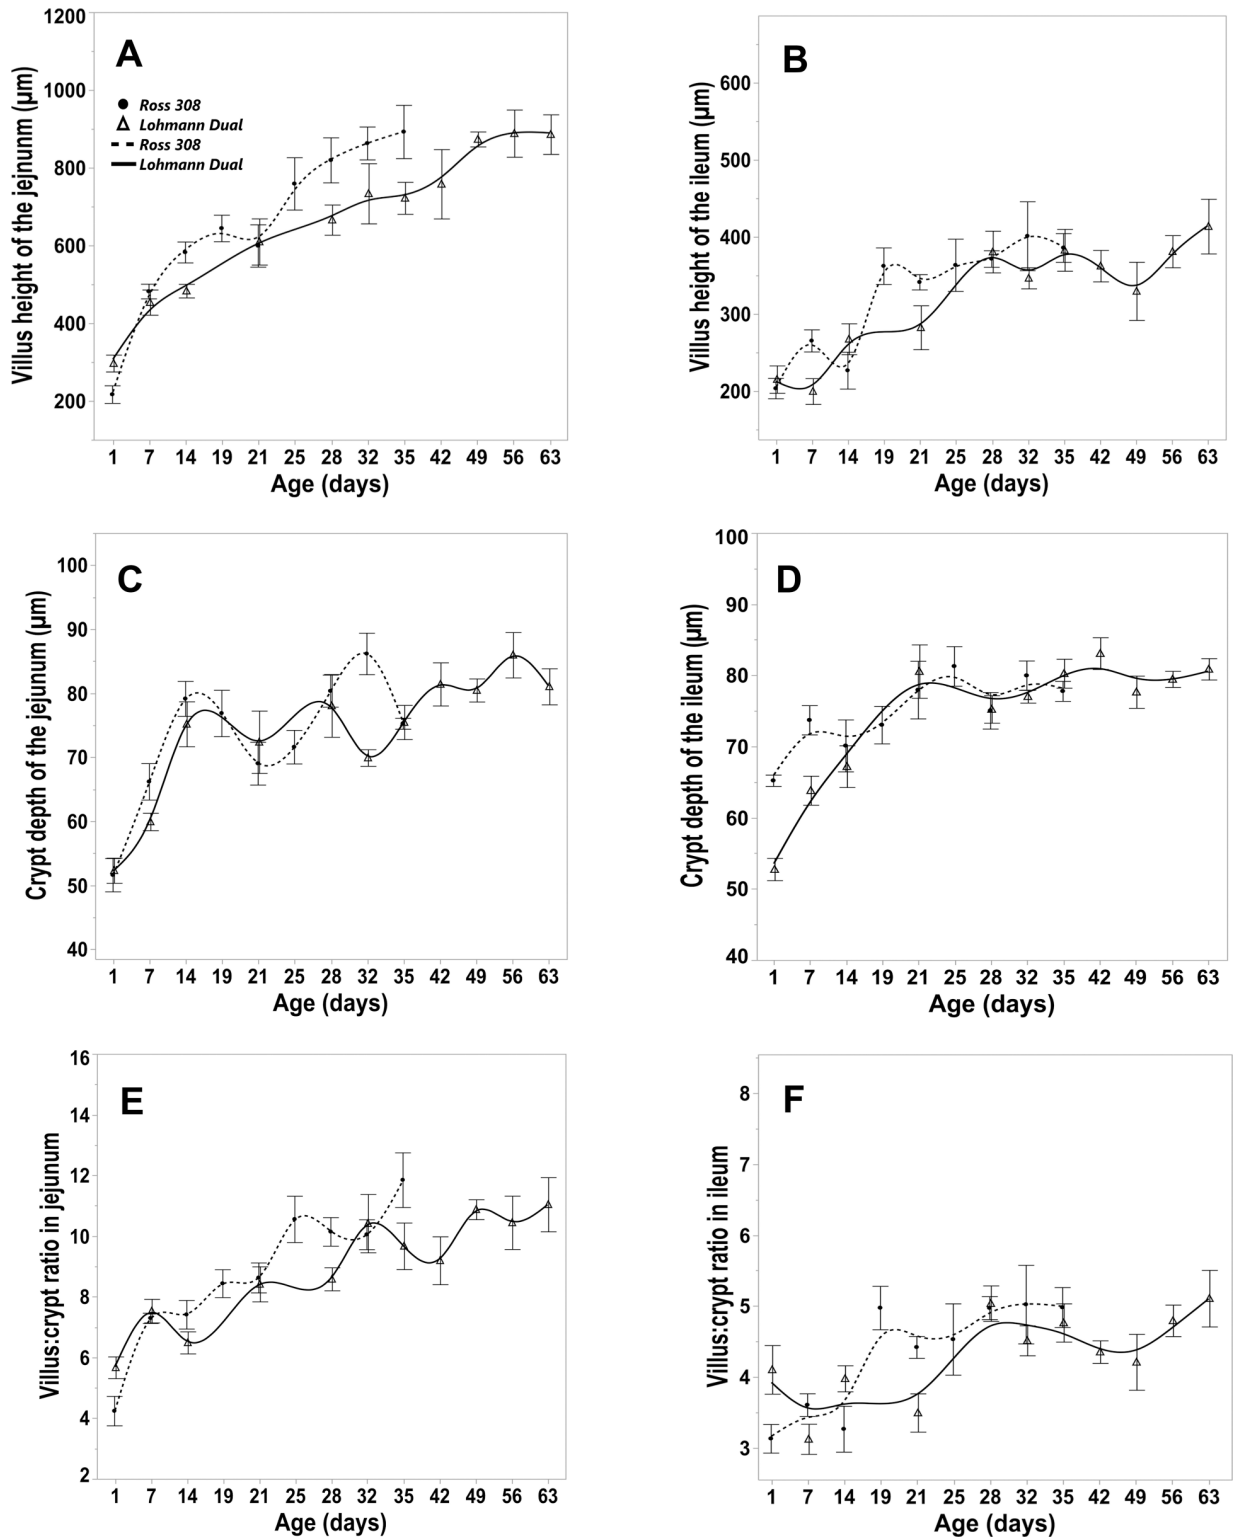 A
Villus height of the jejnunm (µm)
1200
1000
800
600
400
200
Ross 308
Lohmann Dual
Ross 308
Lohmann Dual
1 7 14 19 21 25 28 32 35 42 49 56 63
Age (days)
B
Villus height of the ileum (µm)
600
500
400
300
200
1 7 14 19 21 25 28 32 35 42 49 56 63
Age (days)
C
Crypt depth of the jejunum (µm)
100
90
80
70
60
50
40
1 7 14 19 21 25 28 32 35 42 49 56 63
Age (days)
D
Crypt depth of the ileum (µm)
100
90
80
70
60
50
40
1 7 14 19 21 25 28 32 35 42 49 56 63
Age (days)
E
Villus:crypt ratio in jejunum
16
14
12
10
8
6
4
2
1 7 14 19 21 25 28 32 35 42 49 56 63
Age (days)
F
Villus:crypt ratio in ileum
8
7
6
5
4
3
1 7 14 19 21 25 28 32 35 42 49 56 63
Age (days)